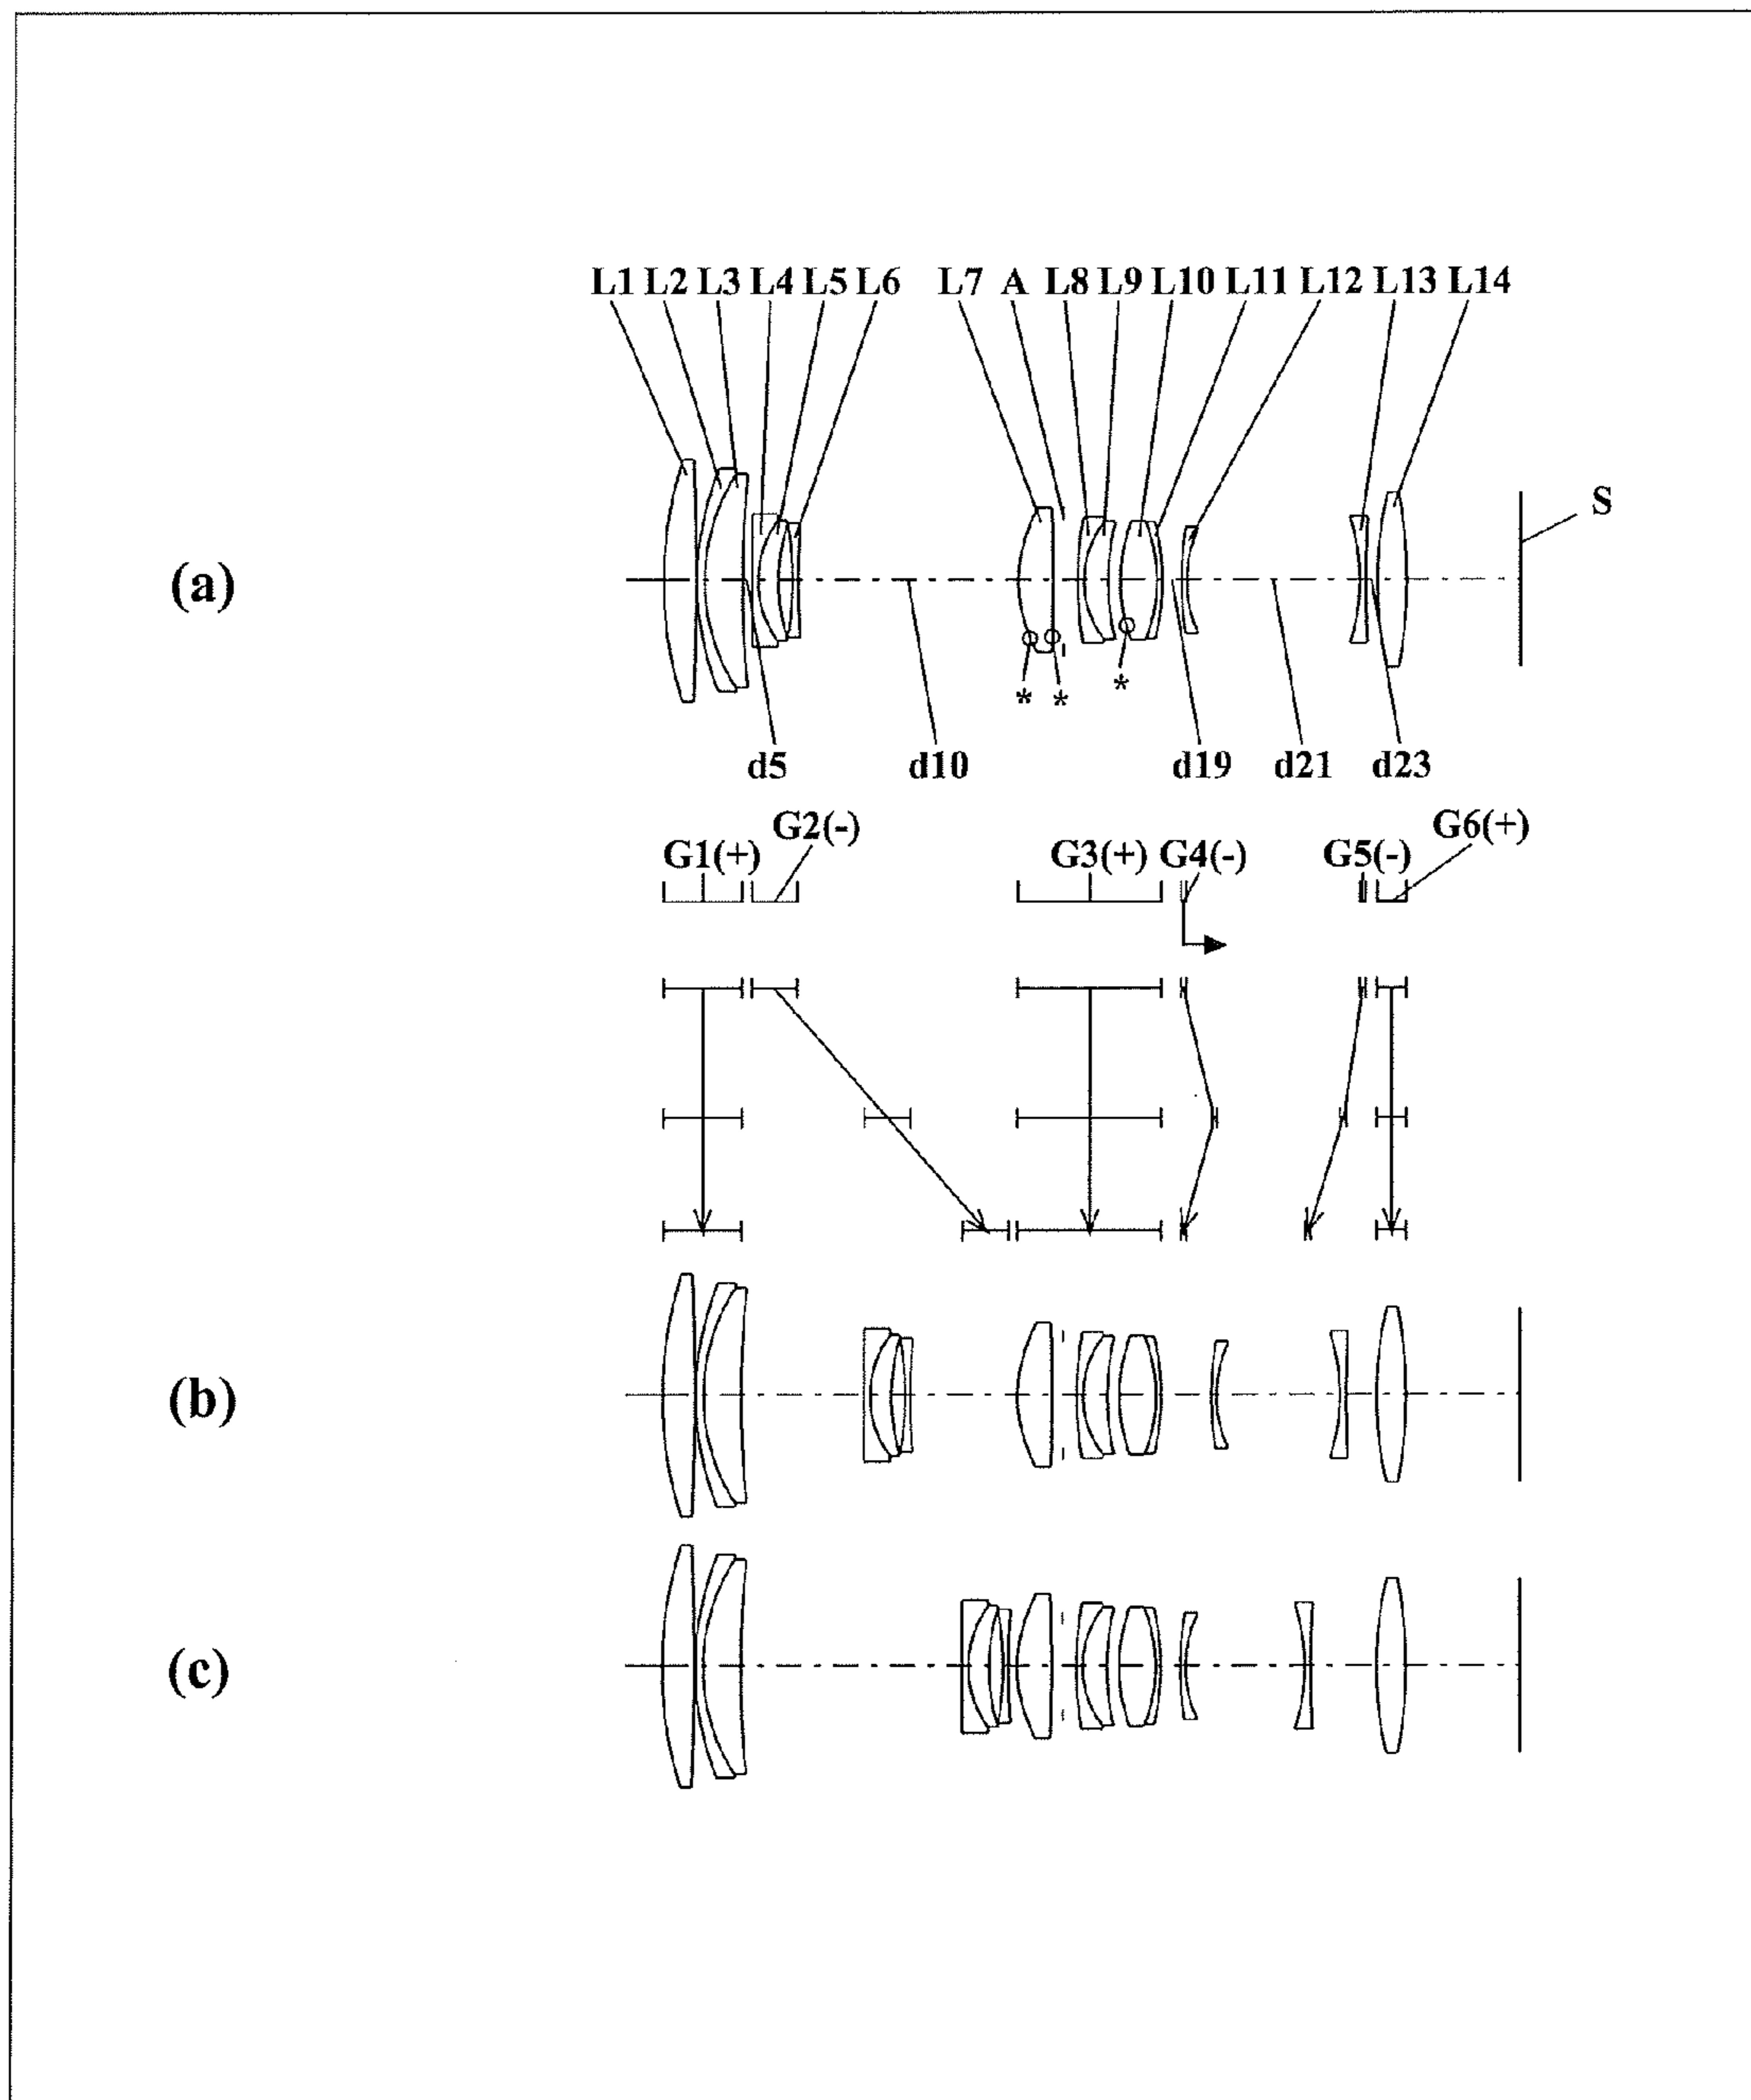 L1 L2 L3 L4 L5 L6 L7 A L8 L9 L10 L11 L12 L13 L14
S
(a)
* * *
d5 d10 d19 d21 d23
G1(+) G2(-) G3(+) G4(-) G5(-) G6(+)
(b)
(c)